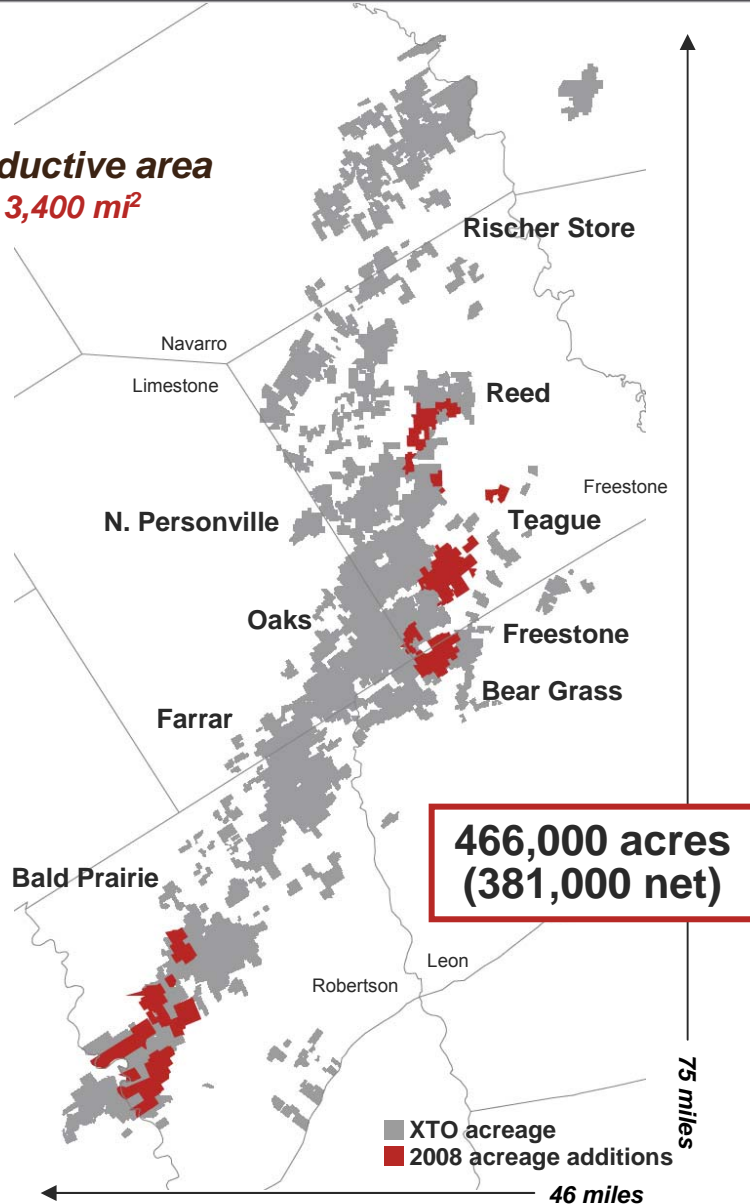 ductive area
3,400 mi²
Rischer Store
Navarro
Limestone
Reed
Freestone
N. Personville
Teague
Oaks
Freestone
Bear Grass
Farrar
466,000 acres
(381,000 net)
Bald Prairie
Leon
Robertson
75 miles
XTO acreage
2008 acreage additions
46 miles